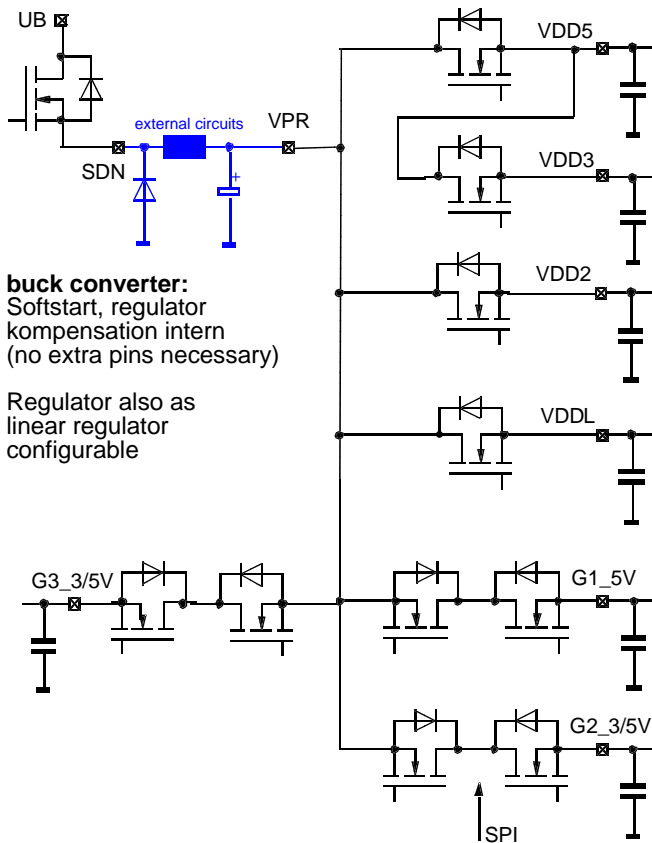 UB
VDD5
external circuits
VPR
+
SDN
VDD3
buck converter:
Softstart, regulator
kompensation intern
(no extra pins necessary)
VDD2
Regulator also as
linear regulator
configurable
VDDL
G3_3/5V
G1_5V
G2_3/5V
SPI